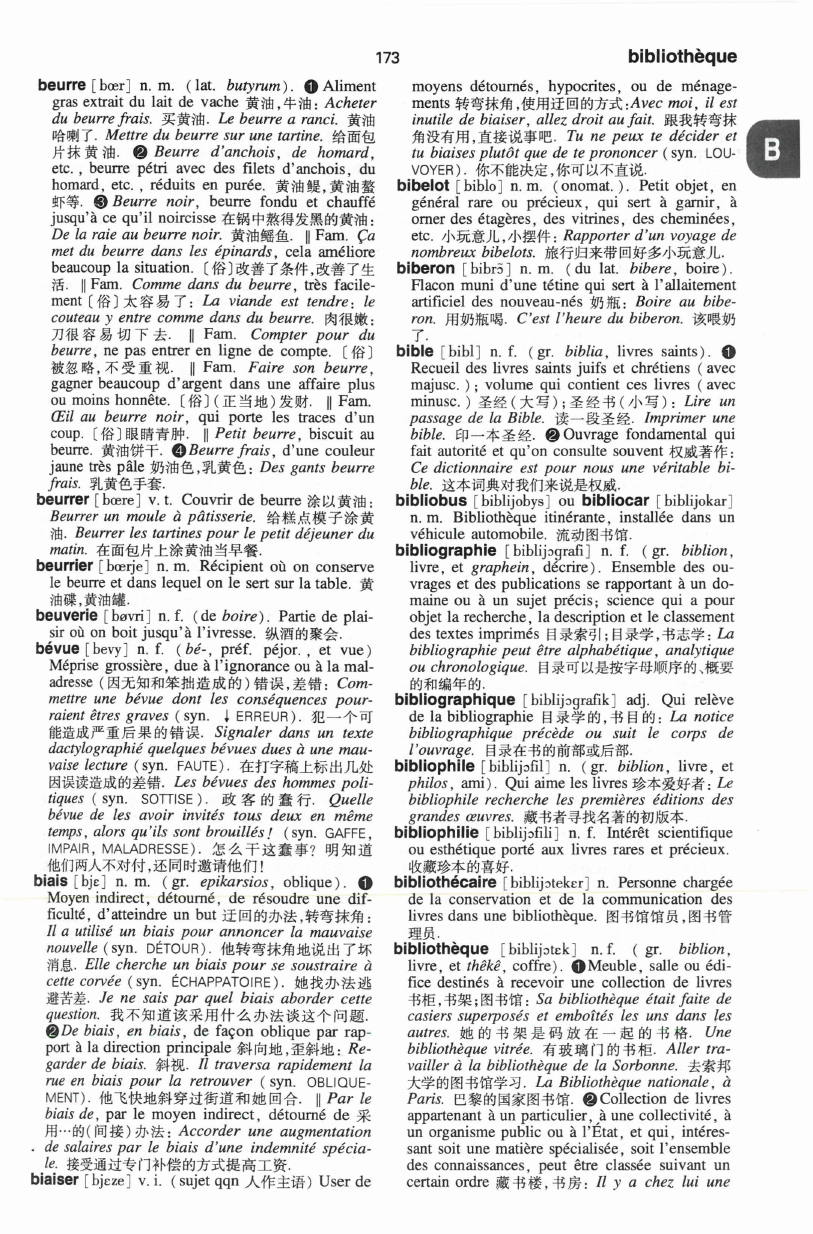 173
bibliothèque
beurre [bœr] n. m. (lat. butyrum). ❶ Aliment
gras extrait du lait de vache 黄油,牛油: Acheter
du beurre frais. 买黄油. Le beurre a ranci. 黄油
哈喇了. Mettre du beurre sur une tartine. 给面包
片抹黄油. ❷ Beurre d'anchois, de homard,
etc., beurre pétri avec des filets d'anchois, du
homard, etc., réduits en purée. 黄油鳀,黄油螯
虾等. ❸ Beurre noir, beurre fondu et chauffé
jusqu'à ce qu'il noircisse 在锅中熬得发黑的黄油:
De la raie au beurre noir. 黄油鳐鱼. ‖ Fam. Ça
met du beurre dans les épinards, cela améliore
beaucoup la situation. 〔俗〕改善了条件,改善了生
活. ‖ Fam. Comme dans du beurre, très facile-
ment〔俗〕太容易了: La viande est tendre; le
couteau y entre comme dans du beurre. 肉很嫩;
刀很容易切下去. ‖ Fam. Compter pour du
beurre, ne pas entrer en ligne de compte. 〔俗〕
被忽略,不受重视. ‖ Fam. Faire son beurre,
gagner beaucoup d'argent dans une affaire plus
ou moins honnête. 〔俗〕(正当地)发财. ‖ Fam.
Œil au beurre noir, qui porte les traces d'un
coup. 〔俗〕眼睛青肿. ‖ Petit beurre, biscuit au
beurre. 黄油饼干. ❹ Beurre frais, d'une couleur
jaune très pâle 奶油色,乳黄色: Des gants beurre
frais. 乳黄色手套.
beurrer [bœre] v. t. Couvrir de beurre 涂以黄油:
Beurrer un moule à pâtisserie. 给糕点模子涂黄
油. Beurrer les tartines pour le petit déjeuner du
matin. 在面包片上涂黄油当早餐.
beurrier [bœrje] n. m. Récipient où on conserve
le beurre et dans lequel on le sert sur la table. 黄
油碟,黄油罐.
beuverie [bøvri] n. f. (de boire). Partie de plai-
sir où on boit jusqu'à l'ivresse. 纵酒的聚会.
bévue [bevy] n. f. (bé-, préf. péjor., et vue)
Méprise grossière, due à l'ignorance ou à la mal-
adresse (因无知和笨拙造成的)错误,差错: Com-
mettre une bévue dont les conséquences pour-
raient êtres graves (syn. ↓ ERREUR). 犯一个可
能造成严重后果的错误. Signaler dans un texte
dactylographié quelques bévues dues à une mau-
vaise lecture (syn. FAUTE). 在打字稿上标出几处
因误读造成的差错. Les bévues des hommes poli-
tiques (syn. SOTTISE). 政客的蠢行. Quelle
bévue de les avoir invités tous deux en même
temps, alors qu'ils sont brouillés! (syn. GAFFE,
IMPAIR, MALADRESSE). 怎么干这蠢事? 明知道
他们两人不对付,还同时邀请他们!
biais [bjɛ] n. m. (gr. epikarsios, oblique). ❶
Moyen indirect, détourné, de résoudre une dif-
ficulté, d'atteindre un but 迂回的办法,转弯抹角:
Il a utilisé un biais pour annoncer la mauvaise
nouvelle (syn. DÉTOUR). 他转弯抹角地说出了坏
消息. Elle cherche un biais pour se soustraire à
cette corvée (syn. ÉCHAPPATOIRE). 她找办法逃
避苦差. Je ne sais par quel biais aborder cette
question. 我不知道该采用什么办法谈这个问题.
❷ De biais, en biais, de façon oblique par rap-
port à la direction principale 斜向地,歪斜地: Re-
garder de biais. 斜视. Il traversa rapidement la
rue en biais pour la retrouver (syn. OBLIQUE-
MENT). 他飞快地斜穿过街道和她回合. ‖ Par le
biais de, par le moyen indirect, détourné de 采
用…的(间接)办法: Accorder une augmentation
de salaires par le biais d'une indemnité spécia-
le. 接受通过专门补偿的方式提高工资.
biaiser [bjɛze] v. i. (sujet qqn 人作主语) User de
moyens détournés, hypocrites, ou de ménage-
ments 转弯抹角,使用迂回的方式:Avec moi, il est
inutile de biaiser, allez droit au fait. 跟我转弯抹
角没有用,直接说事吧. Tu ne peux te décider et
tu biaises plutôt que de te prononcer (syn. LOU-
VOYER). 你不能决定,你可以不直说.
bibelot [biblo] n. m. (onomat.). Petit objet, en
général rare ou précieux, qui sert à garnir, à
orner des étagères, des vitrines, des cheminées,
etc. 小玩意儿,小摆件: Rapporter d'un voyage de
nombreux bibelots. 旅行归来带回好多小玩意儿.
biberon [bibrɔ̃] n. m. (du lat. bibere, boire).
Flacon muni d'une tétine qui sert à l'allaitement
artificiel des nouveau-nés 奶瓶: Boire au bibe-
ron. 用奶瓶喝. C'est l'heure du biberon. 该喂奶
了.
bible [bibl] n. f. (gr. biblia, livres saints). ❶
Recueil des livres saints juifs et chrétiens (avec
majusc.); volume qui contient ces livres (avec
minusc.) 圣经(大写);圣经书(小写): Lire un
passage de la Bible. 读一段圣经. Imprimer une
bible. 印一本圣经. ❷ Ouvrage fondamental qui
fait autorité et qu'on consulte souvent 权威著作:
Ce dictionnaire est pour nous une véritable bi-
ble. 这本词典对我们来说是权威.
bibliobus [biblijobys] ou bibliocar [biblijokar]
n. m. Bibliothèque itinérante, installée dans un
véhicule automobile. 流动图书馆.
bibliographie [biblijɔgrafi] n. f. (gr. biblion,
livre, et graphein, décrire). Ensemble des ou-
vrages et des publications se rapportant à un do-
maine ou à un sujet précis; science qui a pour
objet la recherche, la description et le classement
des textes imprimés 目录索引;目录学,书志学: La
bibliographie peut être alphabétique, analytique
ou chronologique. 目录可以是按字母顺序的、概要
的和编年的.
bibliographique [biblijɔgrafik] adj. Qui relève
de la bibliographie 目录学的,书目的: La notice
bibliographique précède ou suit le corps de
l'ouvrage. 目录在书的前部或后部.
bibliophile [biblijɔfil] n. (gr. biblion, livre, et
philos, ami). Qui aime les livres 珍本爱好者: Le
bibliophile recherche les premières éditions des
grandes œuvres. 藏书者寻找名著的初版本.
bibliophilie [biblijɔfili] n. f. Intérêt scientifique
ou esthétique porté aux livres rares et précieux.
收藏珍本的喜好.
bibliothécaire [biblijɔtekɛr] n. Personne chargée
de la conservation et de la communication des
livres dans une bibliothèque. 图书馆馆员,图书管
理员.
bibliothèque [biblijɔtɛk] n. f. ( gr. biblion,
livre, et thêkê, coffre). ❶ Meuble, salle ou édi-
fice destinés à recevoir une collection de livres
书柜,书架;图书馆: Sa bibliothèque était faite de
casiers superposés et emboîtés les uns dans les
autres. 她的书架是码放在一起的书格. Une
bibliothèque vitrée. 有玻璃门的书柜. Aller tra-
vailler à la bibliothèque de la Sorbonne. 去索邦
大学的图书馆学习. La Bibliothèque nationale, à
Paris. 巴黎的国家图书馆. ❷ Collection de livres
appartenant à un particulier, à une collectivité, à
un organisme public ou à l'État, et qui, intéres-
sant soit une matière spécialisée, soit l'ensemble
des connaissances, peut être classée suivant un
certain ordre 藏书楼,书房: Il y a chez lui une
B